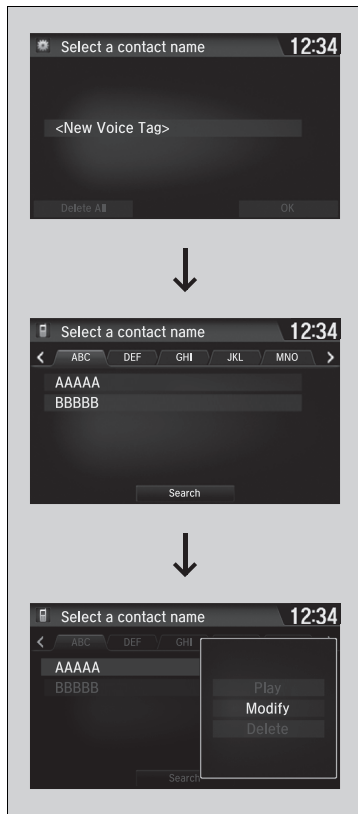 Select a contact name 12:34
<New Voice Tag>
Delete All OK
Select a contact name 12:34
< ABC DEF GHI JKL MNO >
AAAAA
BBBBB
Search
Select a contact name 12:34
< ABC DEF GHI
AAAAA
BBBBB
Play
Modify
Delete
Search